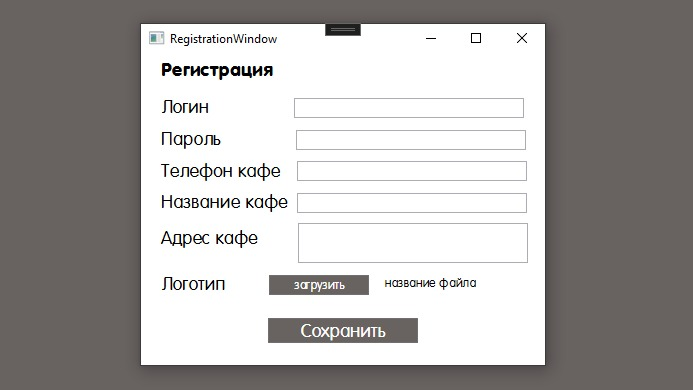 RegistrationWindow
Регистрация
Логин
Пароль
Телефон кафе
Название кафе
Адрес кафе
Логотип загрузить название файла
Сохранить